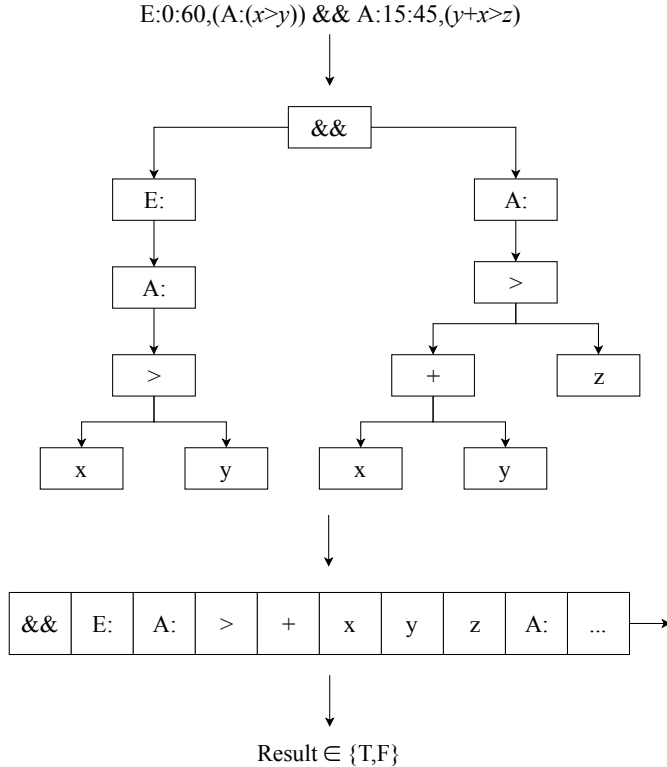 E:0:60,(A:(x>y)) && A:15:45,(y+x>z)
&&
E: A:
A: >
> + z
x y x y
&& E: A: > + x y z A: ...
Result ∈ {T,F}